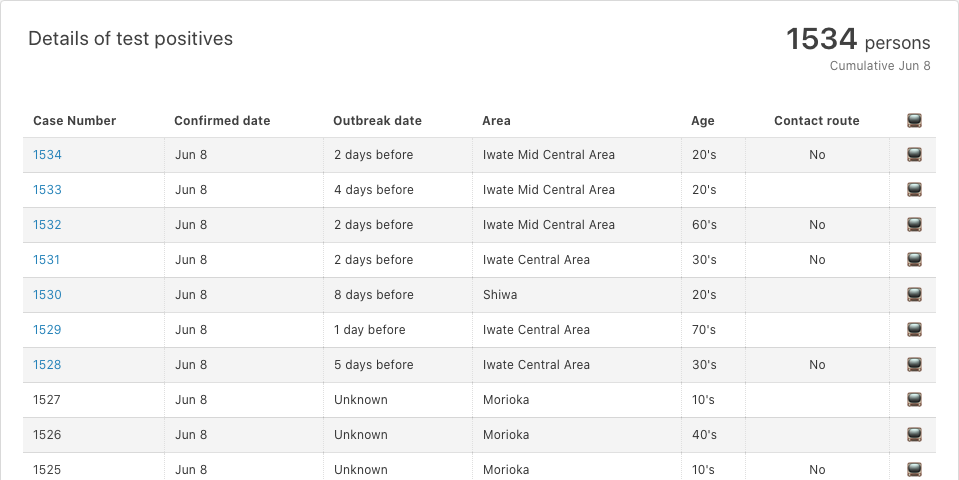 Details of test positives
1534 persons
Cumulative Jun 8
Case Number Confirmed date Outbreak date Area Age Contact route
1534 Jun 8 2 days before Iwate Mid Central Area 20's No
1533 Jun 8 4 days before Iwate Mid Central Area 20's
1532 Jun 8 2 days before Iwate Mid Central Area 60's No
1531 Jun 8 2 days before Iwate Central Area 30's No
1530 Jun 8 8 days before Shiwa 20's
1529 Jun 8 1 day before Iwate Central Area 70's
1528 Jun 8 5 days before Iwate Central Area 30's No
1527 Jun 8 Unknown Morioka 10's
1526 Jun 8 Unknown Morioka 40's
1525 Jun 8 Unknown Morioka 10's No